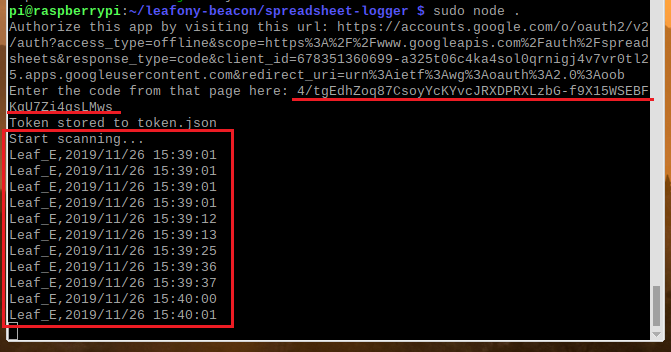 pi@raspberrypi:~/leafony-beacon/spreadsheet-logger $ sudo node .
Authorize this app by visiting this url: https://accounts.google.com/o/oauth2/v2
/auth?access_type=offline&scope=https%3A%2F%2Fwww.googleapis.com%2Fauth%2Fspread
sheets&response_type=code&client_id=678351360699-a325t06c4ka4sol0qrnigj4v7vr0tl2
5.apps.googleusercontent.com&redirect_uri=urn%3Aietf%3Awg%3Aoauth%3A2.0%3Aoob
Enter the code from that page here: 4/tgEdhZoq87CsoyYcKYvcJRXDPRXLzbG-f9X15WSEBF
KgU7Zi4gsLMws
Token stored to token.json
Start scanning...
Leaf_E,2019/11/26 15:39:01
Leaf_E,2019/11/26 15:39:01
Leaf_E,2019/11/26 15:39:01
Leaf_E,2019/11/26 15:39:01
Leaf_E,2019/11/26 15:39:12
Leaf_E,2019/11/26 15:39:13
Leaf_E,2019/11/26 15:39:25
Leaf_E,2019/11/26 15:39:36
Leaf_E,2019/11/26 15:39:37
Leaf_E,2019/11/26 15:40:00
Leaf_E,2019/11/26 15:40:01